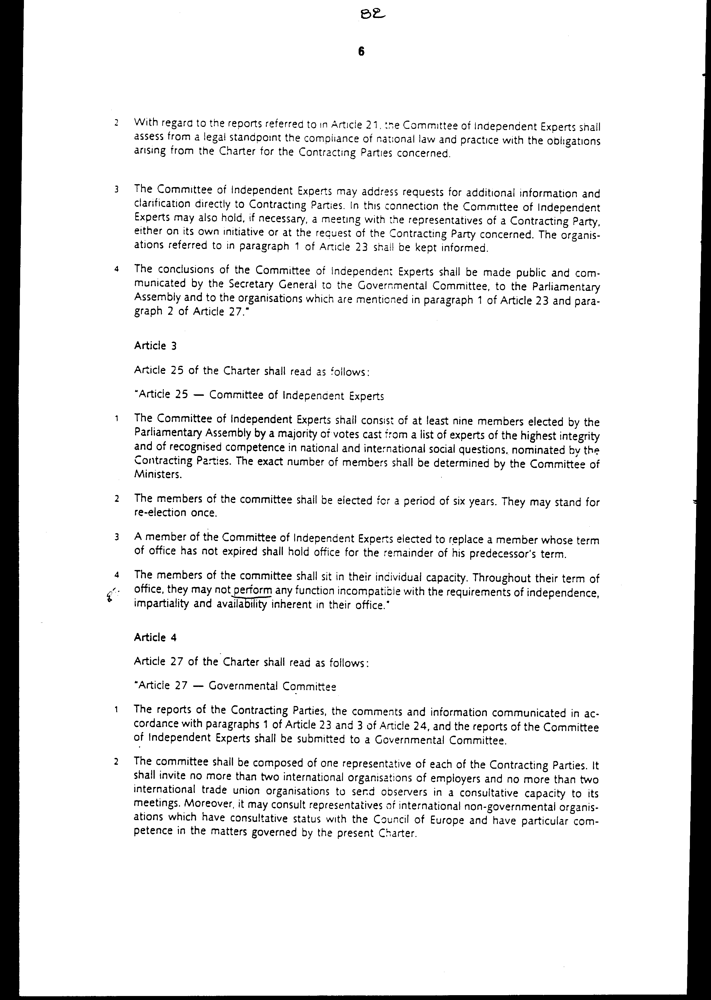 82
6
2 With regard to the reports referred to in Article 21, the Committee of Independent Experts shall
assess from a legal standpoint the compliance of national law and practice with the obligations
arising from the Charter for the Contracting Parties concerned.
3 The Committee of Independent Experts may address requests for additional information and
clarification directly to Contracting Parties. In this connection the Committee of Independent
Experts may also hold, if necessary, a meeting with the representatives of a Contracting Party,
either on its own initiative or at the request of the Contracting Party concerned. The organis-
ations referred to in paragraph 1 of Article 23 shall be kept informed.
4 The conclusions of the Committee of Independent Experts shall be made public and com-
municated by the Secretary General to the Governmental Committee, to the Parliamentary
Assembly and to the organisations which are mentioned in paragraph 1 of Article 23 and para-
graph 2 of Article 27."
Article 3
Article 25 of the Charter shall read as follows:
"Article 25 — Committee of Independent Experts
1 The Committee of Independent Experts shall consist of at least nine members elected by the
Parliamentary Assembly by a majority of votes cast from a list of experts of the highest integrity
and of recognised competence in national and international social questions, nominated by the
Contracting Parties. The exact number of members shall be determined by the Committee of
Ministers.
2 The members of the committee shall be elected for a period of six years. They may stand for
re-election once.
3 A member of the Committee of Independent Experts elected to replace a member whose term
of office has not expired shall hold office for the remainder of his predecessor's term.
4 The members of the committee shall sit in their individual capacity. Throughout their term of
office, they may not perform any function incompatible with the requirements of independence,
impartiality and availability inherent in their office."
Article 4
Article 27 of the Charter shall read as follows:
"Article 27 — Governmental Committee
1 The reports of the Contracting Parties, the comments and information communicated in ac-
cordance with paragraphs 1 of Article 23 and 3 of Article 24, and the reports of the Committee
of Independent Experts shall be submitted to a Governmental Committee.
2 The committee shall be composed of one representative of each of the Contracting Parties. It
shall invite no more than two international organisations of employers and no more than two
international trade union organisations to send observers in a consultative capacity to its
meetings. Moreover, it may consult representatives of international non-governmental organis-
ations which have consultative status with the Council of Europe and have particular com-
petence in the matters governed by the present Charter.